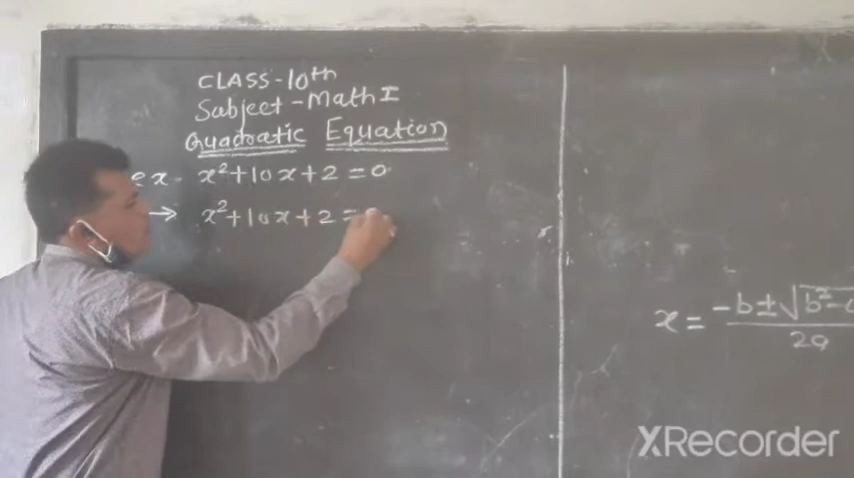 CLASS-10th
Subject-Math I
Quadratic Equation
ex- x²+10x+2=0
→ x²+10x+2=
x = -b±√b²-
2a
XRecorder